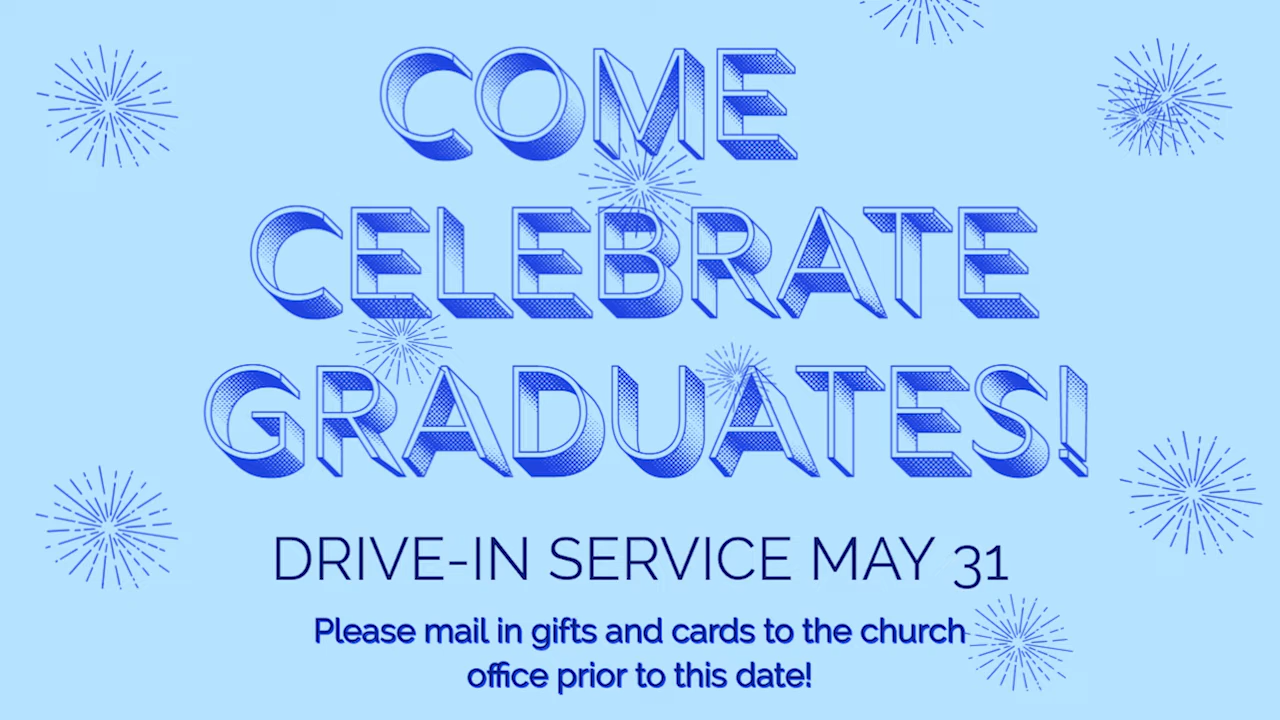 COME
CELEBRATE
GRADUATES!
DRIVE-IN SERVICE MAY 31
Please mail in gifts and cards to the church
office prior to this date!